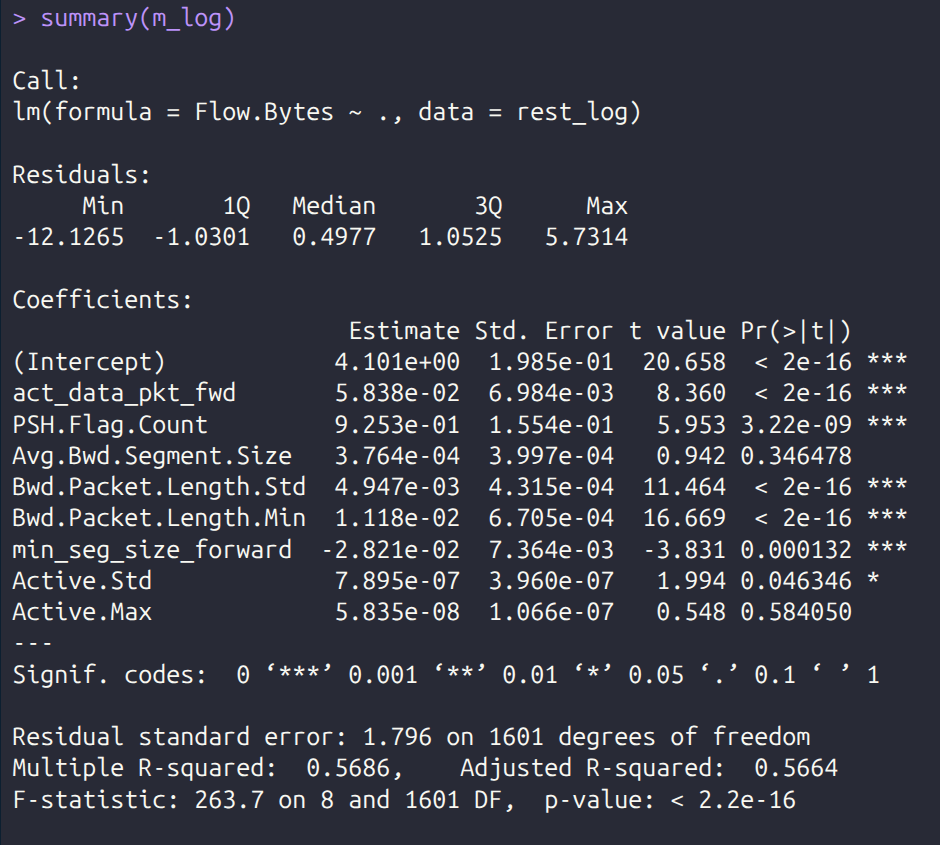 > summary(m_log)
Call:
lm(formula = Flow.Bytes ~ ., data = rest_log)
Residuals:
Min 1Q Median 3Q Max
-12.1265 -1.0301 0.4977 1.0525 5.7314
Coefficients:
Estimate Std. Error t value Pr(>|t|)
(Intercept) 4.101e+00 1.985e-01 20.658 < 2e-16 ***
act_data_pkt_fwd 5.838e-02 6.984e-03 8.360 < 2e-16 ***
PSH.Flag.Count 9.253e-01 1.554e-01 5.953 3.22e-09 ***
Avg.Bwd.Segment.Size 3.764e-04 3.997e-04 0.942 0.346478
Bwd.Packet.Length.Std 4.947e-03 4.315e-04 11.464 < 2e-16 ***
Bwd.Packet.Length.Min 1.118e-02 6.705e-04 16.669 < 2e-16 ***
min_seg_size_forward -2.821e-02 7.364e-03 -3.831 0.000132 ***
Active.Std 7.895e-07 3.960e-07 1.994 0.046346 *
Active.Max 5.835e-08 1.066e-07 0.548 0.584050
---
Signif. codes: 0 ‘***’ 0.001 ‘**’ 0.01 ‘*’ 0.05 ‘.’ 0.1 ‘ ’ 1
Residual standard error: 1.796 on 1601 degrees of freedom
Multiple R-squared: 0.5686, Adjusted R-squared: 0.5664
F-statistic: 263.7 on 8 and 1601 DF, p-value: < 2.2e-16